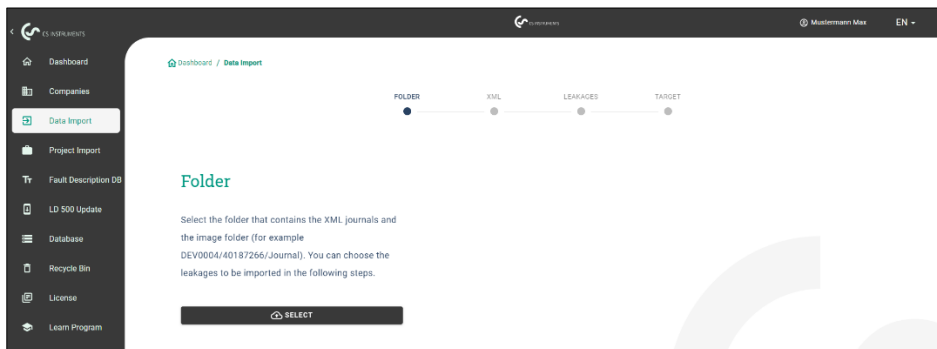 CS INSTRUMENTS
CS INSTRUMENTS
Mustermann Max
EN
Dashboard
Companies
Data Import
Project Import
Fault Description DB
LD 500 Update
Database
Recycle Bin
License
Learn Program
Dashboard / Data Import
FOLDER XML LEAKAGES TARGET
Folder
Select the folder that contains the XML journals and
the image folder (for example
DEV0004/40187266/Journal). You can choose the
leakages to be imported in the following steps.
SELECT